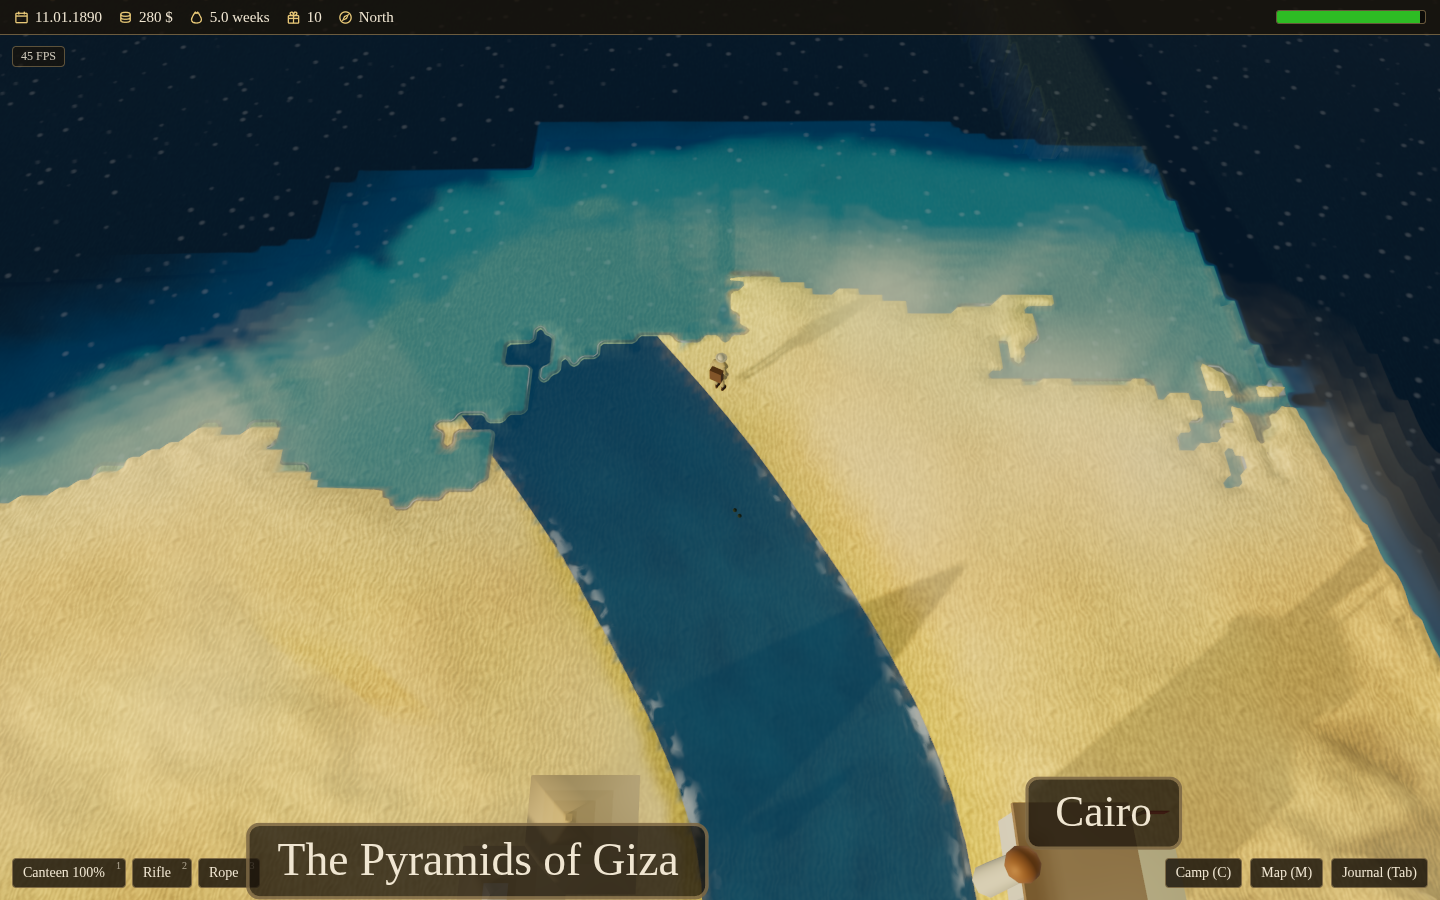 11.01.1890 280 $ 5.0 weeks 10 North
45 FPS
Cairo
The Pyramids of Giza
Canteen 100% 1 Rifle 2 Rope
Camp (C) Map (M) Journal (Tab)